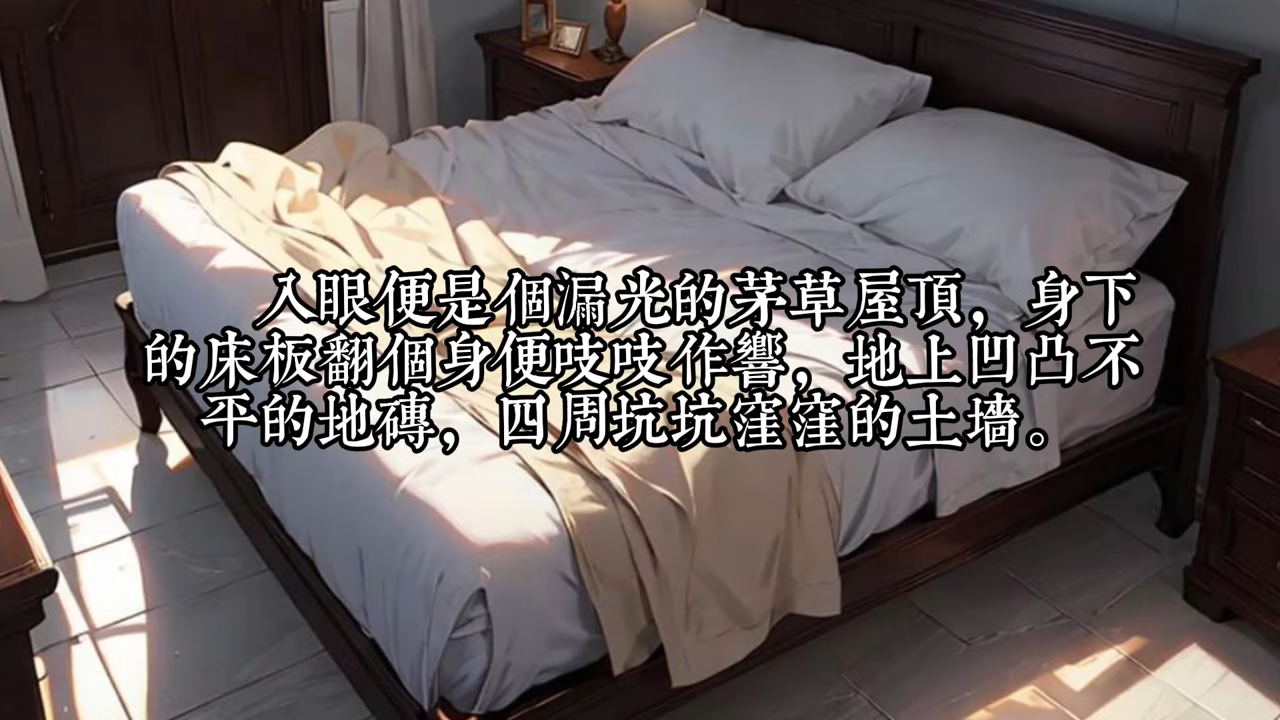 入眼便是個漏光的茅草屋頂，身下
的床板翻個身便吱吱作響，地上凹凸不
平的地磚，四周坑坑窪窪的土墻。